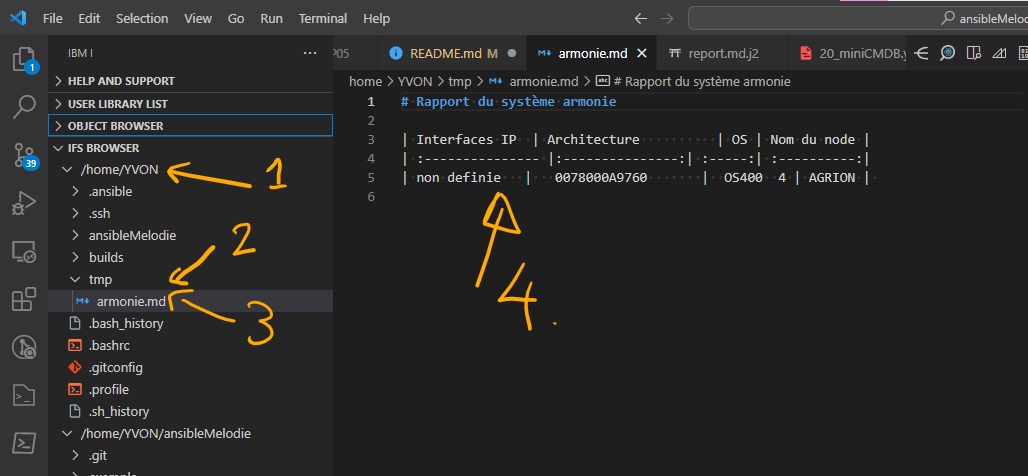 File Edit Selection View Go Run Terminal Help
ansibleMelo
IBM I
P05
README.md M
armonie.md
report.md.j2
20_miniCMDB.y
1
HELP AND SUPPORT
USER LIBRARY LIST
OBJECT BROWSER
IFS BROWSER
/home/YVON
1
.ansible
.ssh
39
ansibleMelodie
2
builds
tmp
armonie.md
3
.bash_history
.bashrc
.gitconfig
.profile
.sh_history
/home/YVON/ansibleMelodie
.git
home > YVON > tmp > armonie.md > # Rapport du système armonie
1 # Rapport du système armonie
2
3 | Interfaces IP | Architecture | OS | Nom du node |
4 | :--------------- |:----------------:| :----:| :----------:|
5 | non definie | 0078000A9760 | OS400 4 | AGRION |
6
4.